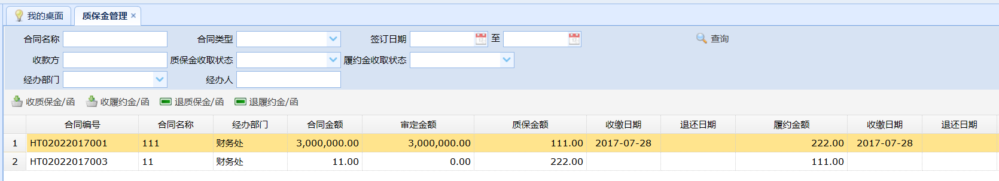 我的桌面 质保金管理 ×
合同名称 合同类型 签订日期 至 查询
收款方 质保金收取状态 履约金收取状态
经办部门 经办人
收质保金/函 收履约金/函 退质保金/函 退履约金/函
合同编号 合同名称 经办部门 合同金额 审定金额 质保金额 收缴日期 退还日期 履约金额 收缴日期 退还日期
1 HT02022017001 111 财务处 3,000,000.00 3,000,000.00 111.00 2017-07-28 222.00 2017-07-28
2 HT02022017003 11 财务处 11.00 0.00 222.00 111.00